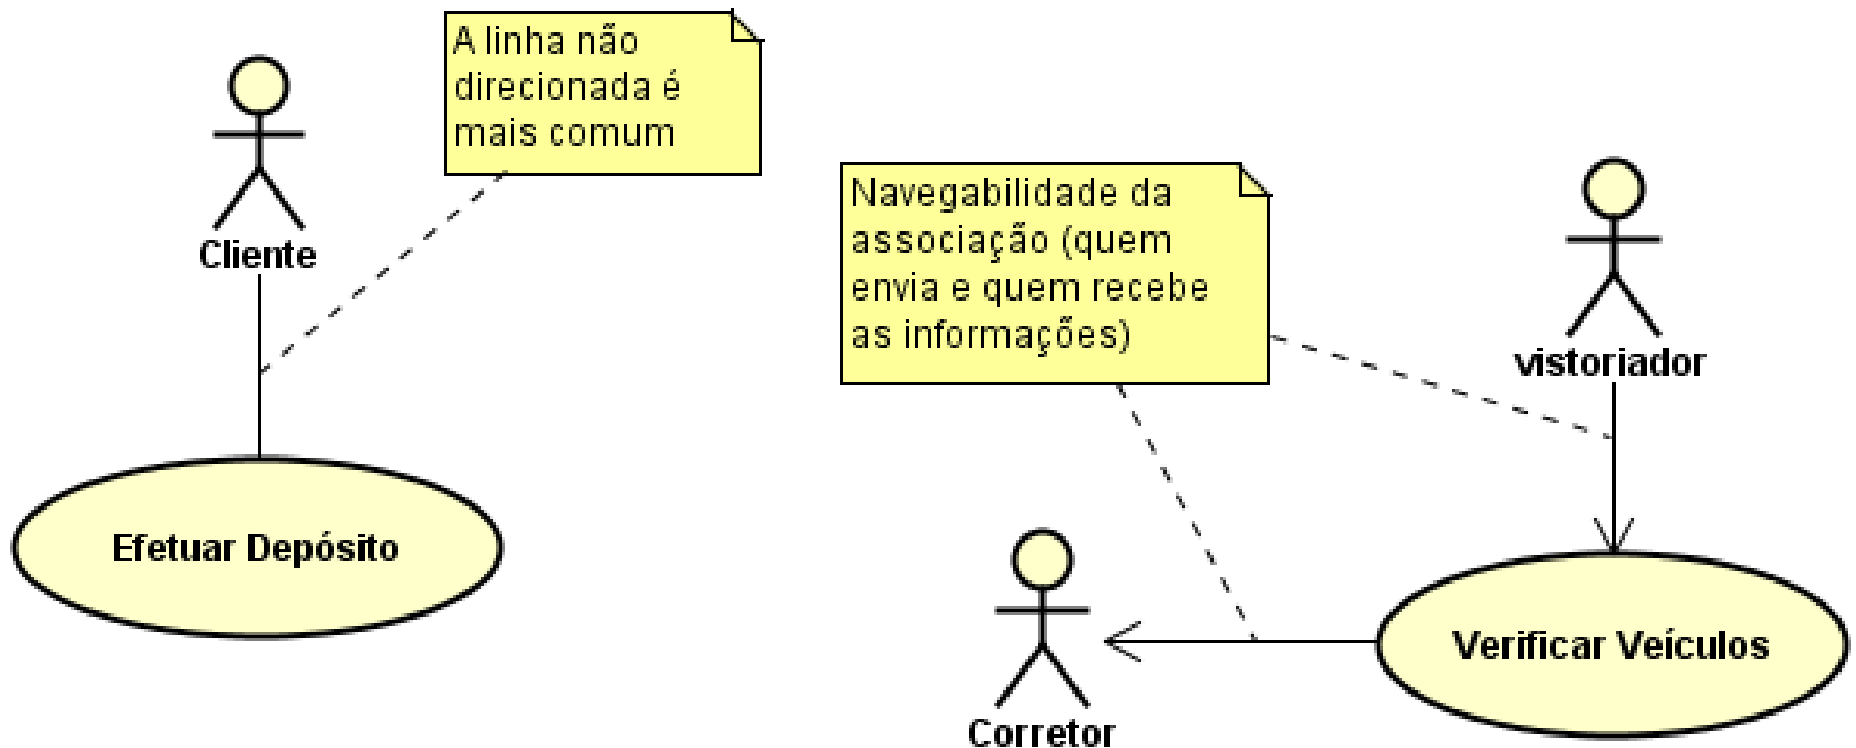 A linha não
direcionada é
mais comum
Cliente
Efetuar Depósito
Navegabilidade da
associação (quem
envia e quem recebe
as informações)
vistoriador
Verificar Veículos
Corretor